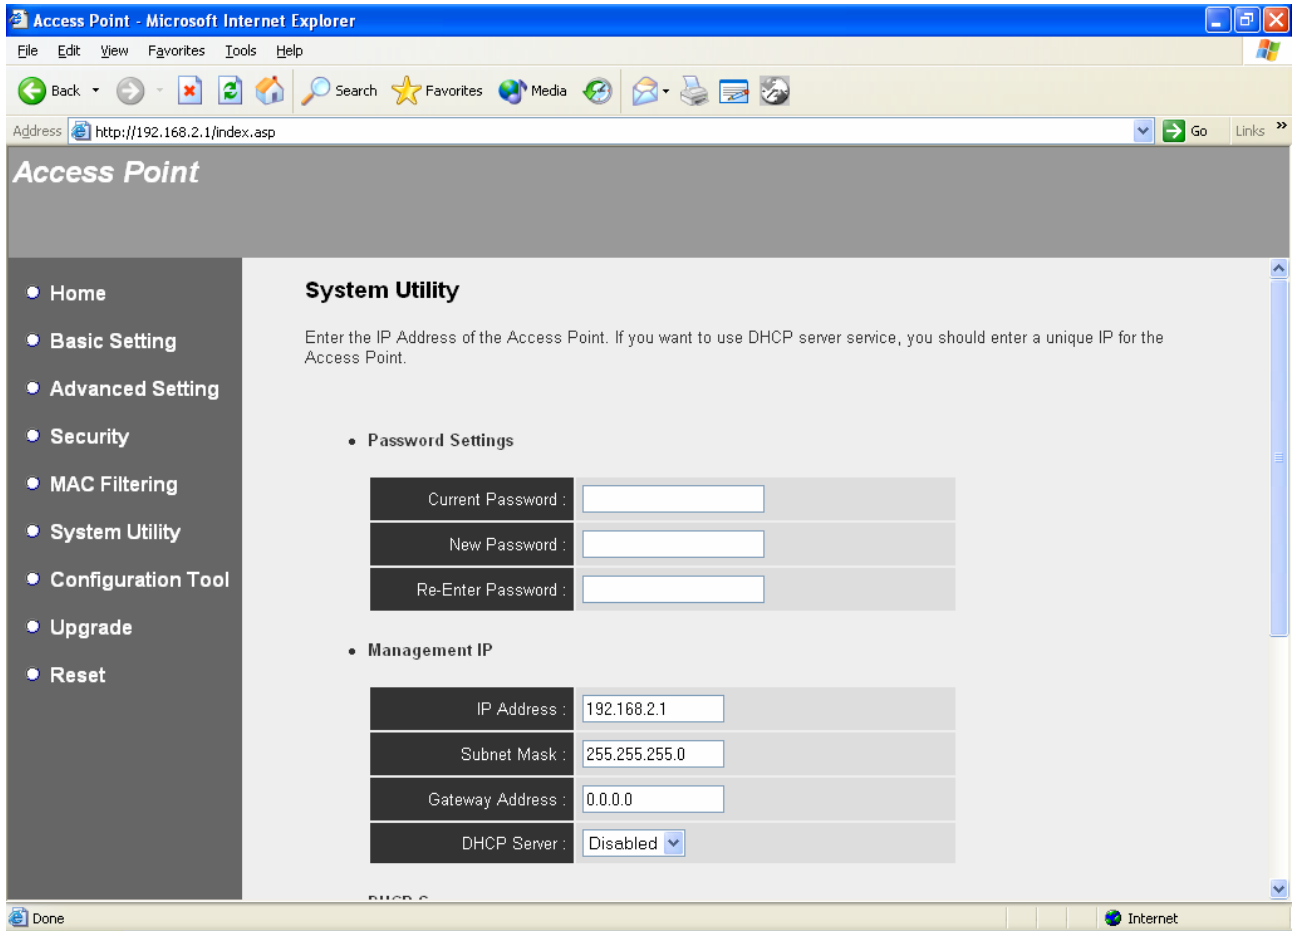 Access Point - Microsoft Internet Explorer
File Edit View Favorites Tools Help
Back Search Favorites Media
Address http://192.168.2.1/index.asp Go Links »
Access Point
Home
Basic Setting
Advanced Setting
Security
MAC Filtering
System Utility
Configuration Tool
Upgrade
Reset
System Utility
Enter the IP Address of the Access Point. If you want to use DHCP server service, you should enter a unique IP for the
Access Point.
Password Settings
Current Password :
New Password :
Re-Enter Password :
Management IP
IP Address : 192.168.2.1
Subnet Mask : 255.255.255.0
Gateway Address : 0.0.0.0
DHCP Server : Disabled
Done Internet